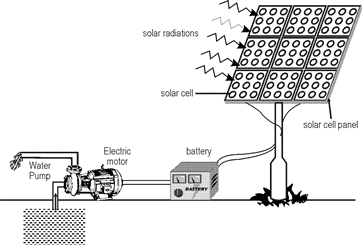 solar radiations
solar cell
solar cell panel
Electric
motor
battery
Water
Pump
BATTERY